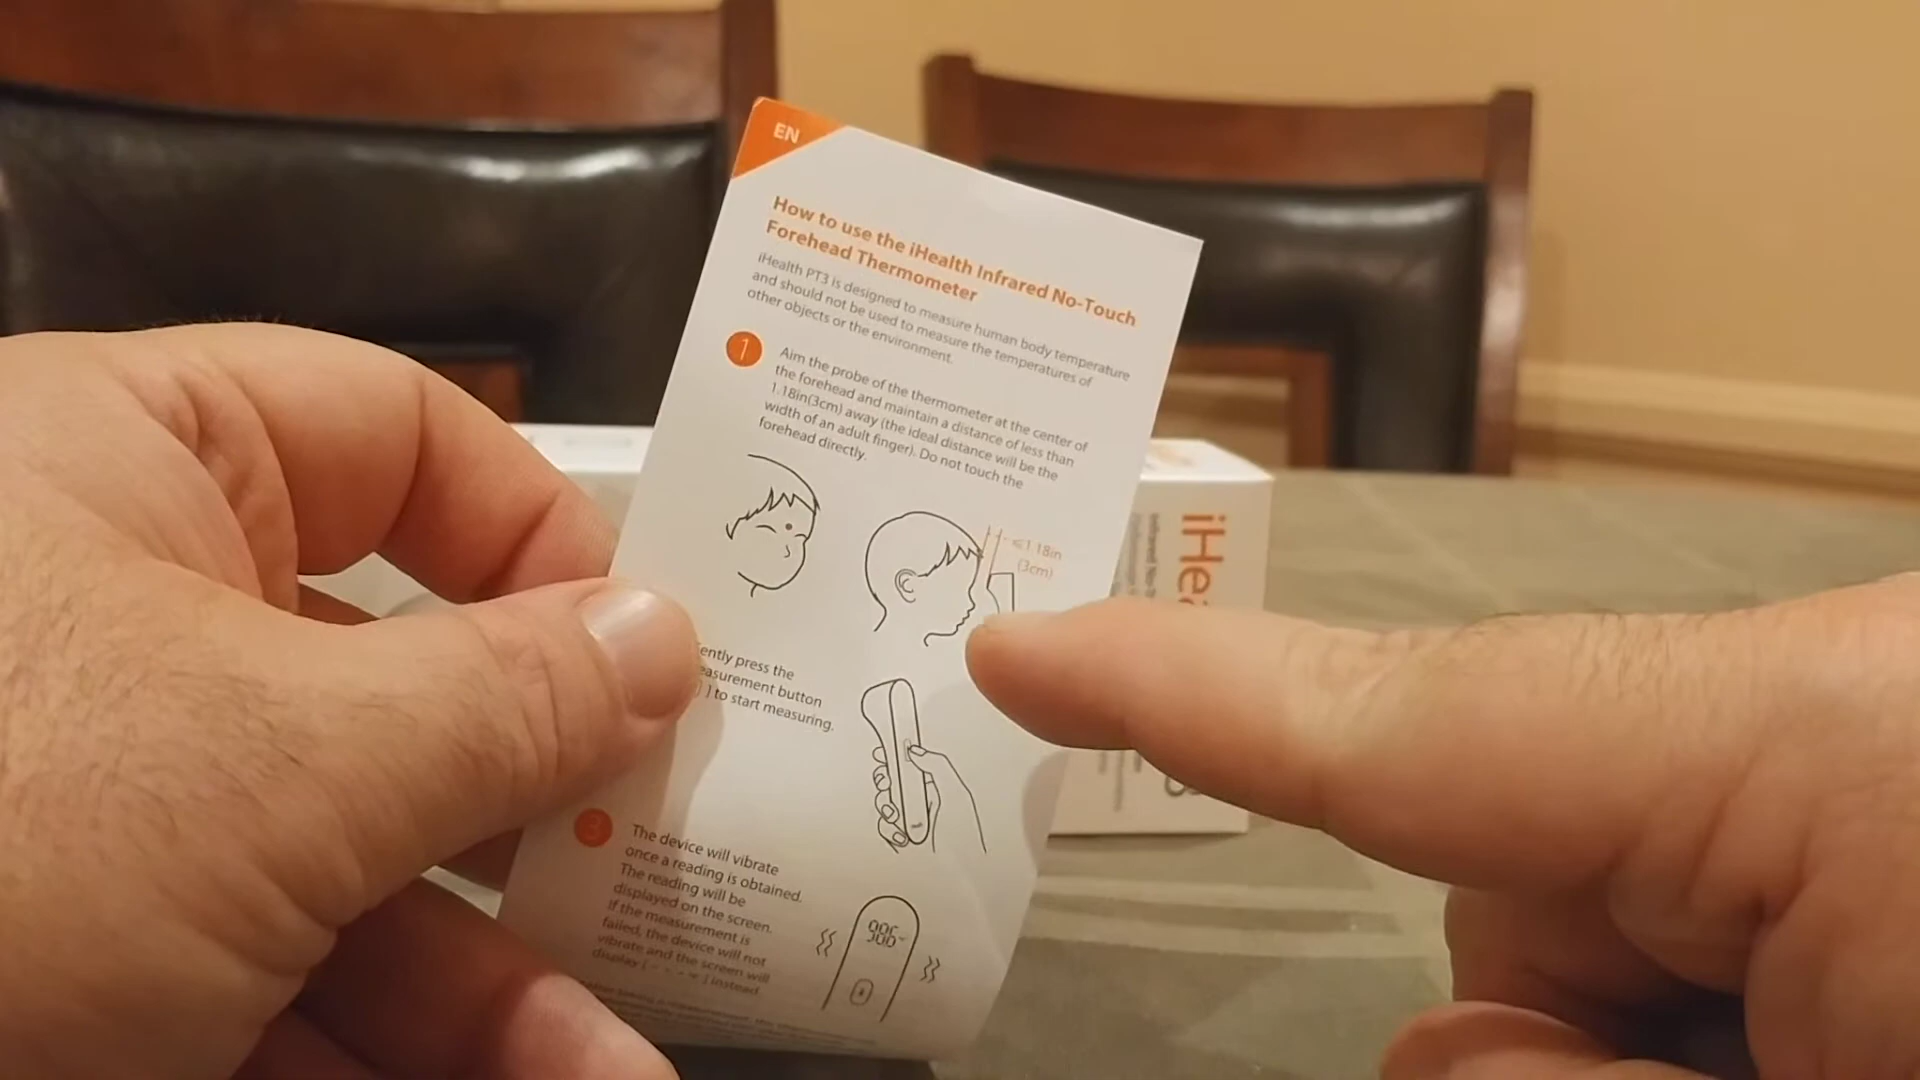 EN
How to use the iHealth Infrared No-Touch
Forehead Thermometer
iHealth PT3 is designed to measure human body temperature
and should not be used to measure the temperatures of
other objects or the environment.
1
Aim the probe of the thermometer at the center of
the forehead and maintain a distance of less than
1.18in(3cm) away (the ideal distance will be the
width of an adult finger). Do not touch the
forehead directly.
≤1.18in
(3cm)
ently press the
easurement button
] to start measuring.
3
The device will vibrate
once a reading is obtained.
The reading will be
displayed on the screen.
If the measurement is
failed, the device will not
vibrate and the screen will
display [ - - - ] instead
98.6
iHea